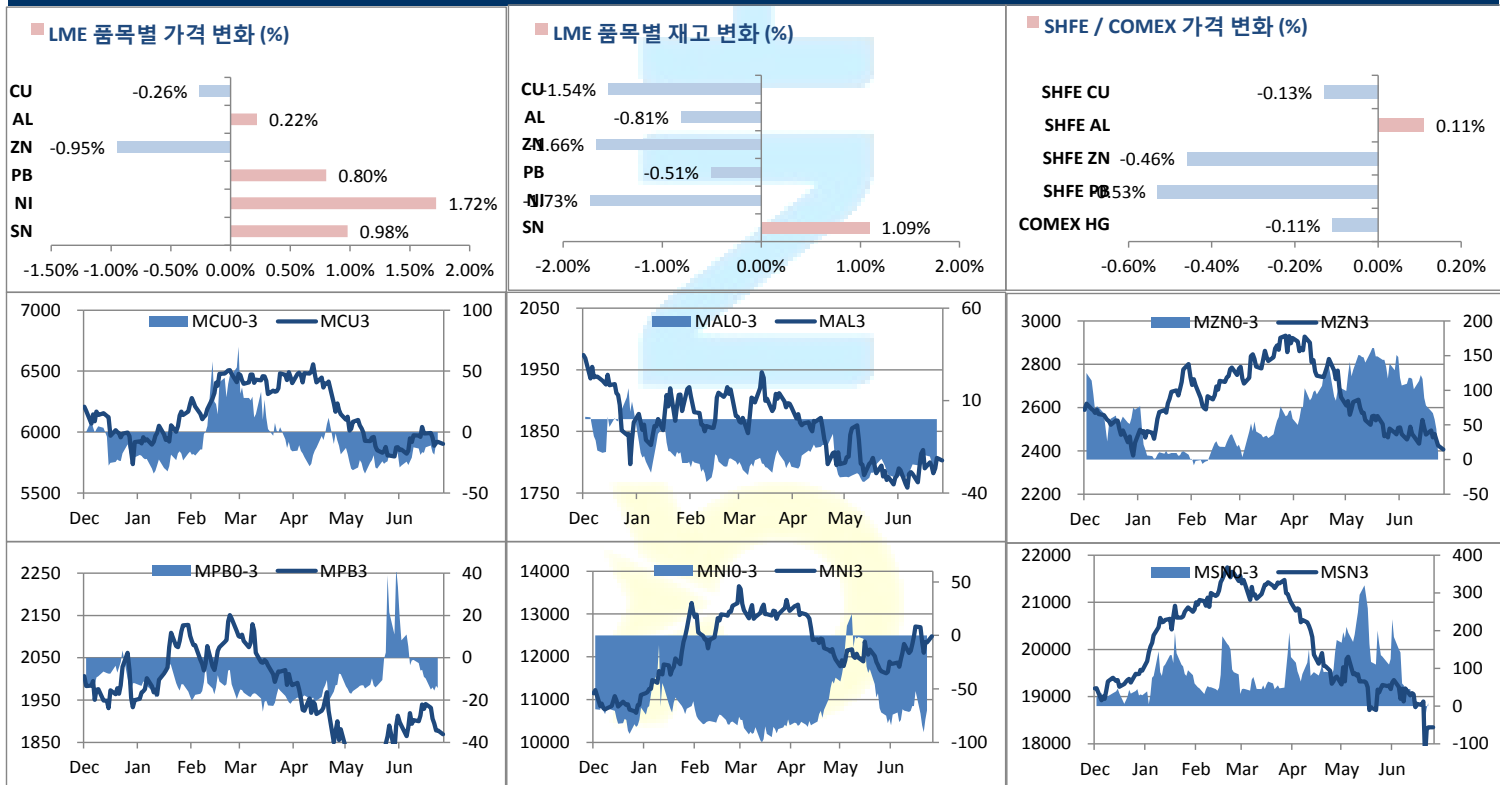 LME 품목별 가격 변화 (%)
CU -0.26%
AL 0.22%
ZN -0.95%
PB 0.80%
NI 1.72%
SN 0.98%
-1.50% -1.00% -0.50% 0.00% 0.50% 1.00% 1.50% 2.00%
LME 품목별 재고 변화 (%)
CU -1.54%
AL -0.81%
ZN -1.66%
PB -0.51%
NI -1.73%
SN 1.09%
-2.00% -1.00% 0.00% 1.00% 2.00%
SHFE / COMEX 가격 변화 (%)
SHFE CU -0.13%
SHFE AL 0.11%
SHFE ZN -0.46%
SHFE PB -0.53%
COMEX HG -0.11%
-0.60% -0.40% -0.20% 0.00% 0.20%
MCU0-3 MCU3
7000 100
6500 50
6000 0
5500 -50
Dec Jan Feb Mar Apr May Jun
MAL0-3 MAL3
2050 60
1950
10
1850
1750 -40
Dec Jan Feb Mar Apr May Jun
MZN0-3 MZN3
3000 200
150
2800
100
2600
50
2400 0
2200 -50
Dec Jan Feb Mar Apr May Jun
MPB0-3 MPB3
2250 40
2150 20
2050 0
1950 -20
1850 -40
Dec Jan Feb Mar Apr May Jun
MNI0-3 MNI3
14000
50
13000
0
12000
11000 -50
10000 -100
Dec Jan Feb Mar Apr May Jun
MSN0-3 MSN3
22000 400
300
21000
200
20000
100
19000 0
18000 -100
Dec Jan Feb Mar Apr May Jun